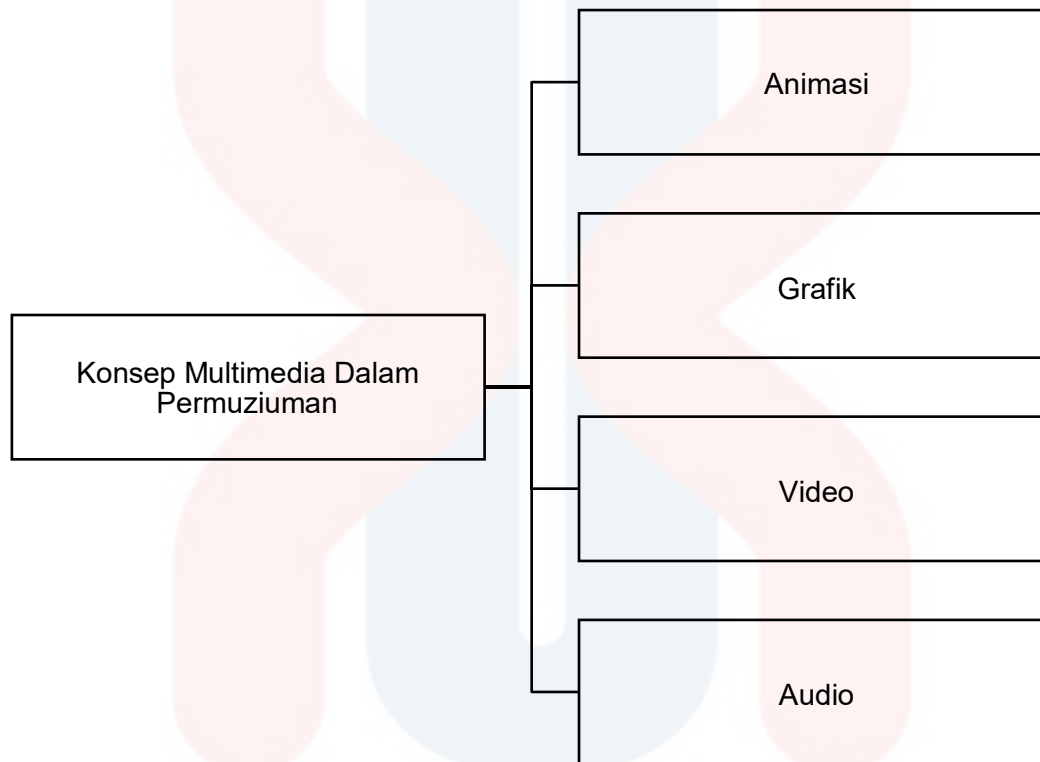 Animasi
Grafik
Konsep Multimedia Dalam
Permuziuman
Video
Audio